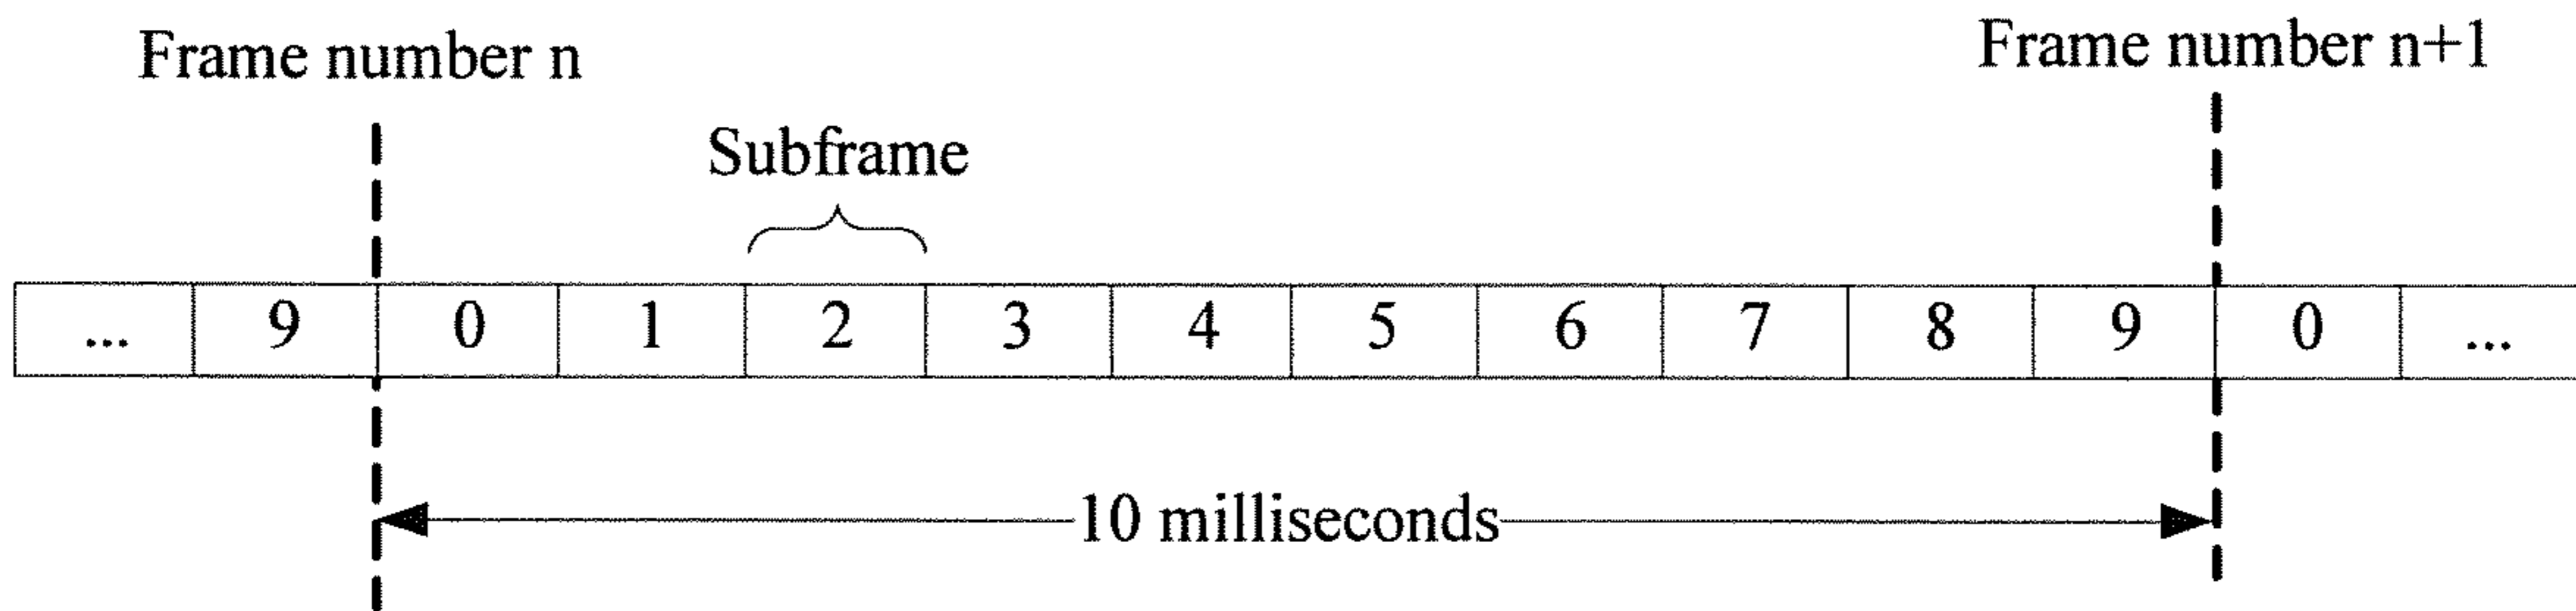 Frame number n
Frame number n+1
Subframe
... 9 0 1 2 3 4 5 6 7 8 9 0 ...
10 milliseconds